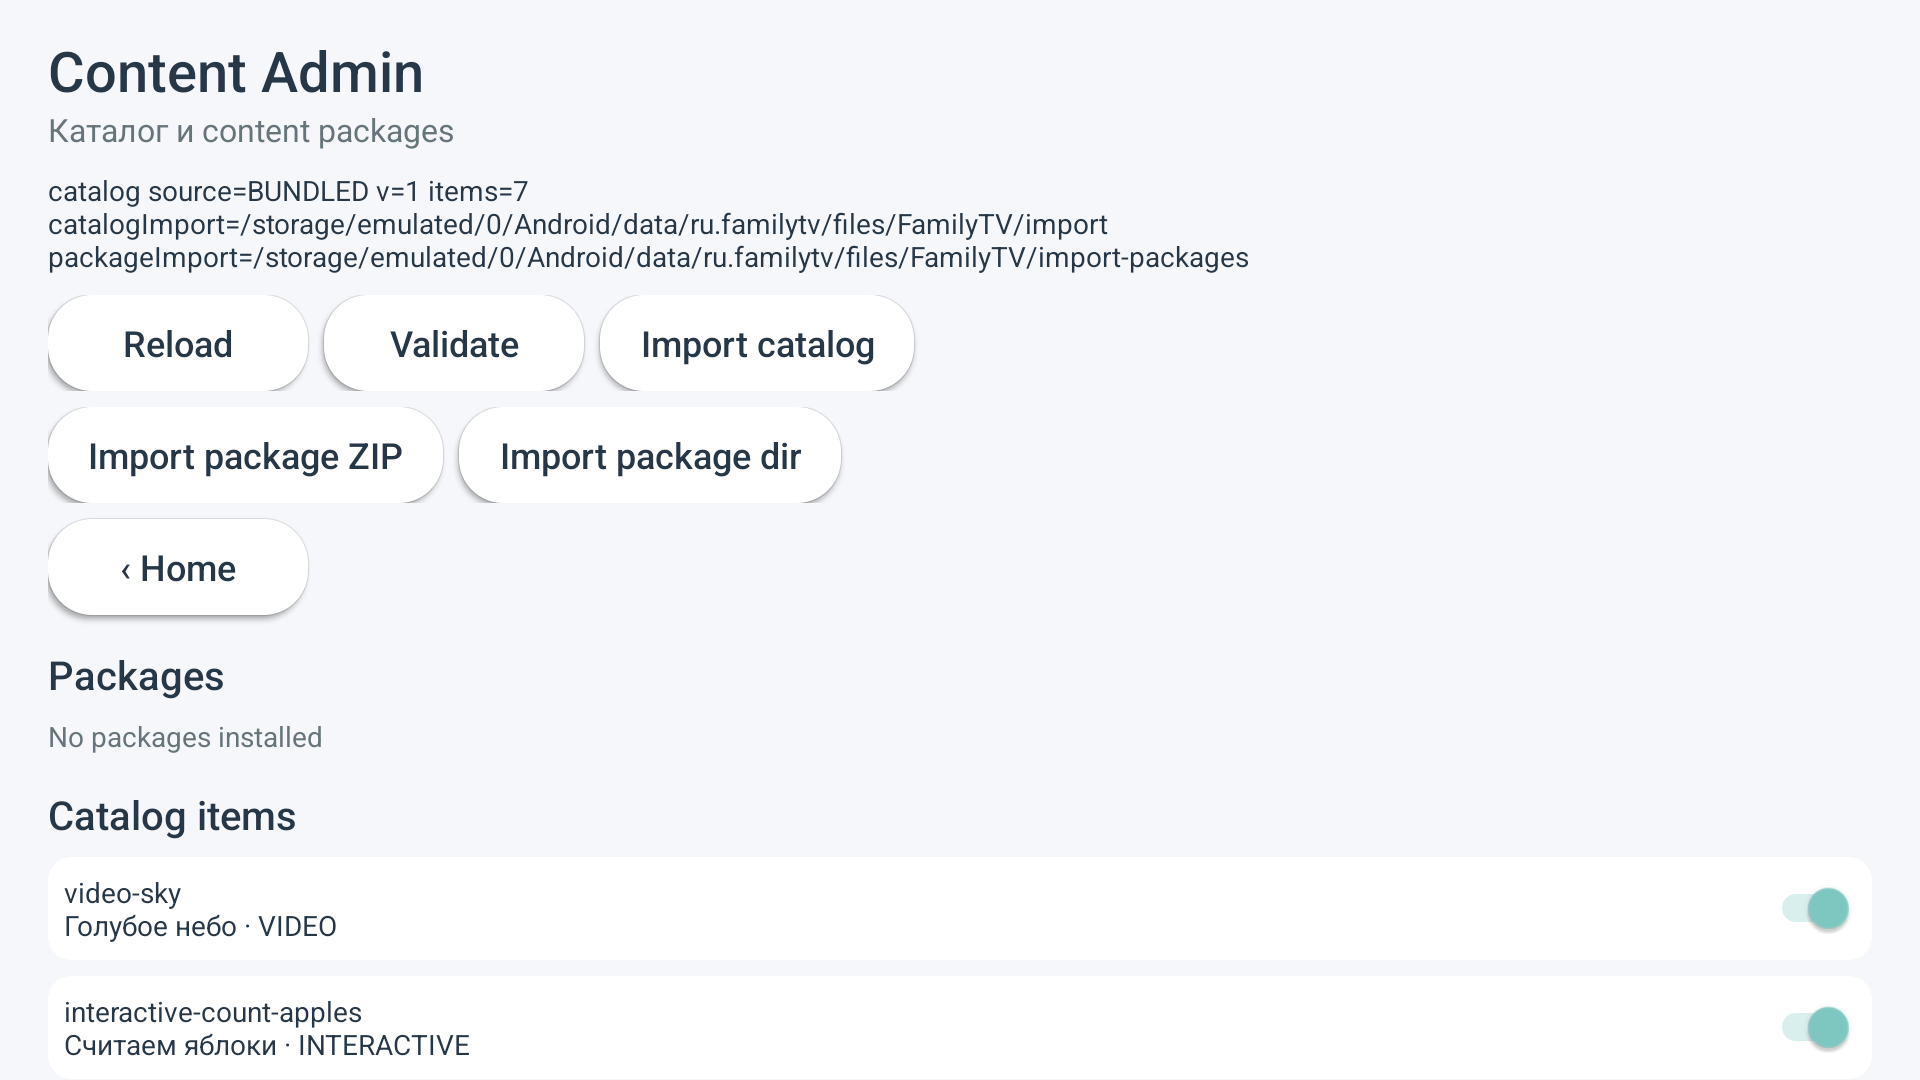 Content Admin
Каталог и content packages
catalog source=BUNDLED v=1 items=7
catalogImport=/storage/emulated/0/Android/data/ru.familytv/files/FamilyTV/import
packageImport=/storage/emulated/0/Android/data/ru.familytv/files/FamilyTV/import-packages
Reload
Validate
Import catalog
Import package ZIP
Import package dir
‹ Home
Packages
No packages installed
Catalog items
video-sky
Голубое небо · VIDEO
interactive-count-apples
Считаем яблоки · INTERACTIVE